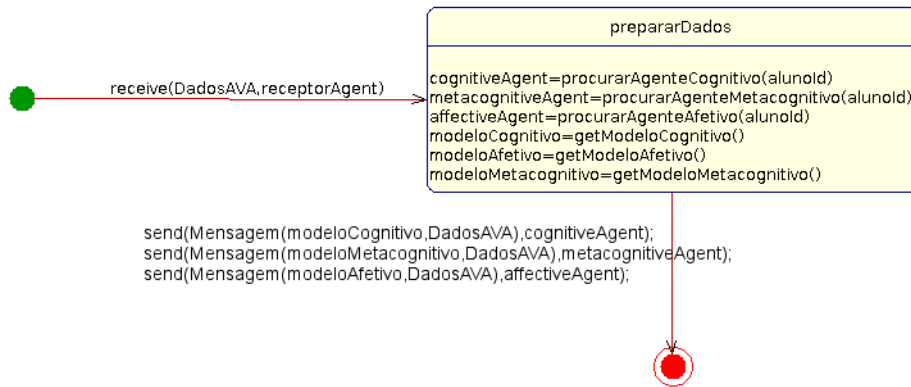 prepararDados
receive(DadosAVA,receptorAgent)
cognitiveAgent=procurarAgenteCognitivo(alunoId)
metacognitiveAgent=procurarAgenteMetacognitivo(alunoId)
affectiveAgent=procurarAgenteAfetivo(alunoId)
modeloCognitivo=getModeloCognitivo()
modeloAfetivo=getModeloAfetivo()
modeloMetacognitivo=getModeloMetacognitivo()
send(Mensagem(modeloCognitivo,DadosAVA),cognitiveAgent);
send(Mensagem(modeloMetacognitivo,DadosAVA),metacognitiveAgent);
send(Mensagem(modeloAfetivo,DadosAVA),affectiveAgent);